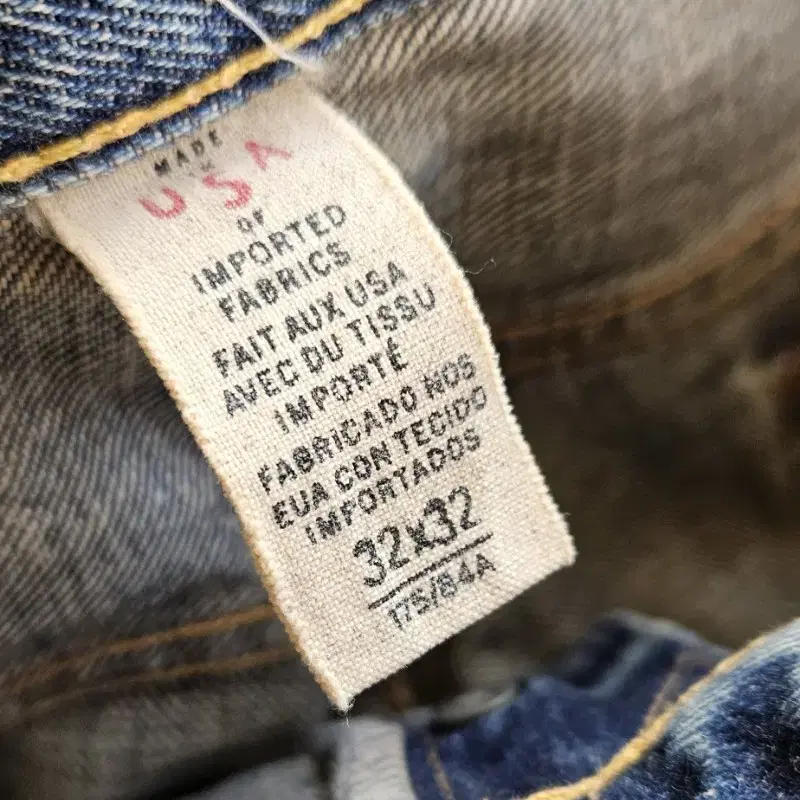 MADE
IN
USA
OF
IMPORTED
FABRICS
FAIT AUX USA
AVEC DU TISSU
IMPORTÉ
FABRICADO NOS
EUA CON TECIDO
IMPORTADOS
32x32
175/84A